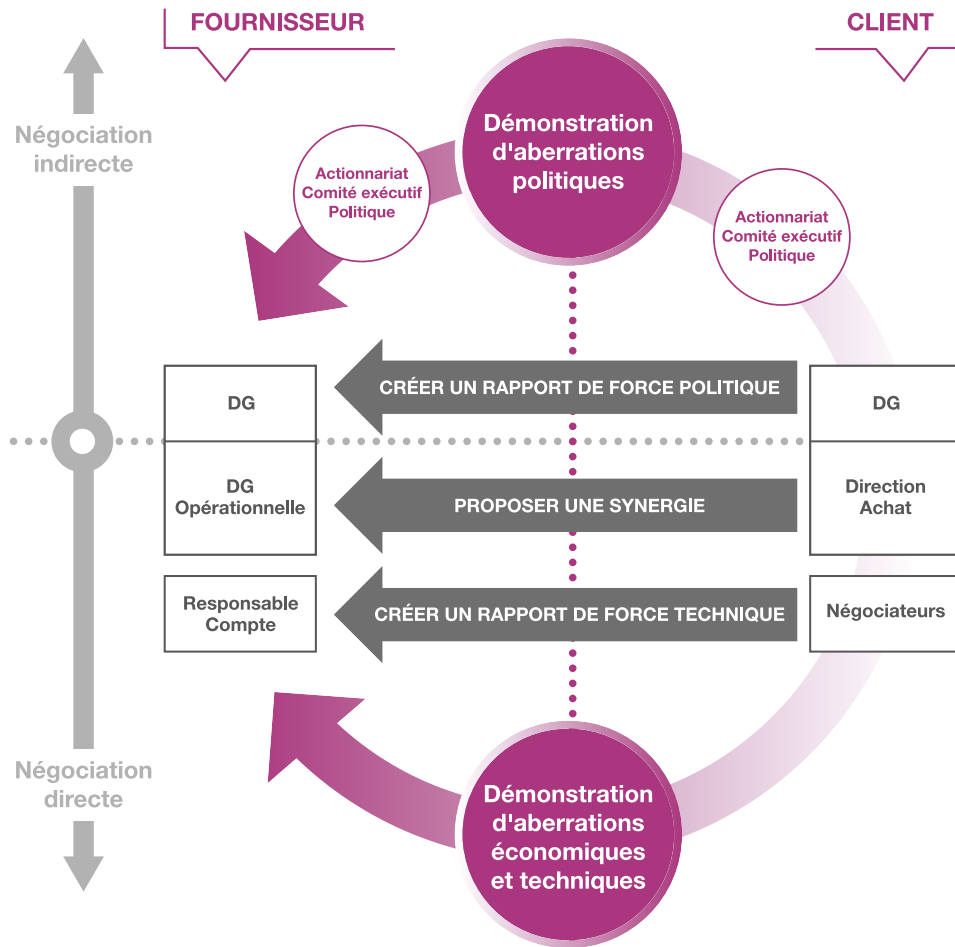 FOURNISSEUR
CLIENT
Négociation
indirecte
Démonstration
d'aberrations
politiques
Actionnariat
Comité exécutif
Politique
Actionnariat
Comité exécutif
Politique
DG
CRÉER UN RAPPORT DE FORCE POLITIQUE
DG
DG
Opérationnelle
PROPOSER UNE SYNERGIE
Direction
Achat
Responsable
Compte
CRÉER UN RAPPORT DE FORCE TECHNIQUE
Négociateurs
Négociation
directe
Démonstration
d'aberrations
économiques
et techniques